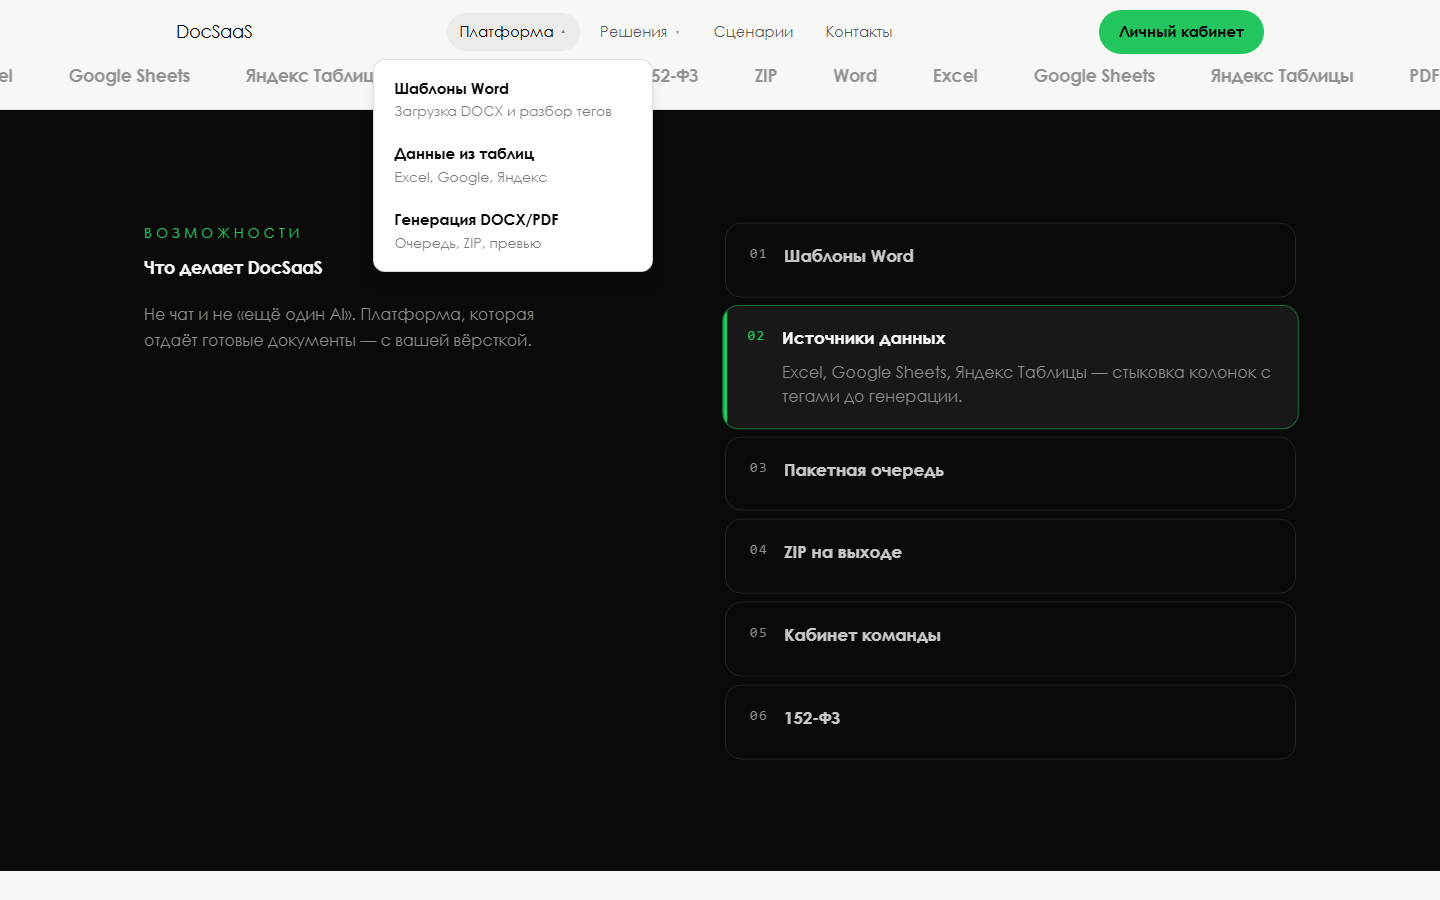 DocSaaS
Платформа
Решения
Сценарии
Контакты
Личный кабинет
el Google Sheets Яндекс Таблиц 52-ФЗ ZIP Word Excel Google Sheets Яндекс Таблицы PDF
Шаблоны Word
Загрузка DOCX и разбор тегов
Данные из таблиц
Excel, Google, Яндекс
Генерация DOCX/PDF
Очередь, ZIP, превью
ВОЗМОЖНОСТИ
Что делает DocSaaS
Не чат и не «ещё один AI». Платформа, которая
отдаёт готовые документы — с вашей вёрсткой.
01 Шаблоны Word
02 Источники данных
Excel, Google Sheets, Яндекс Таблицы — стыковка колонок с
тегами до генерации.
03 Пакетная очередь
04 ZIP на выходе
05 Кабинет команды
06 152-ФЗ